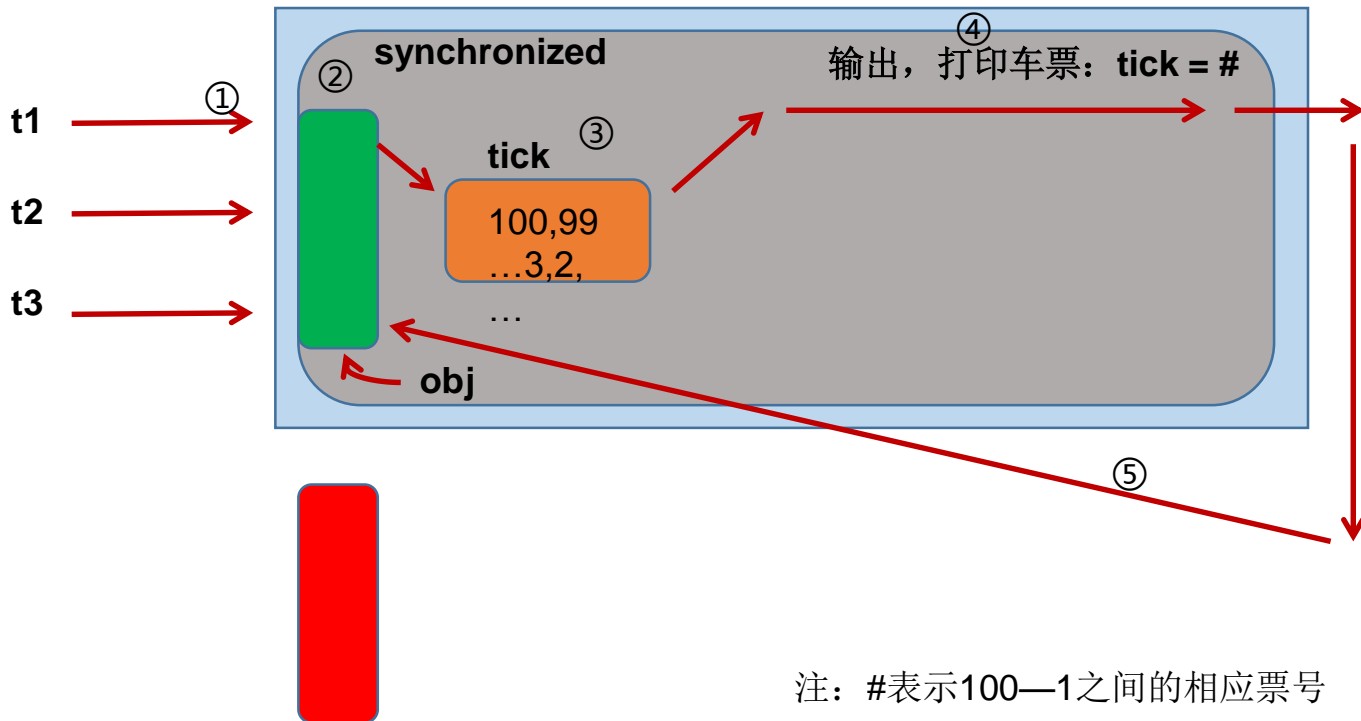 synchronized
④
输出，打印车票：tick = #
②
①
t1
③
tick
t2
100,99
…3,2,
…
t3
obj
⑤
注：#表示100—1之间的相应票号